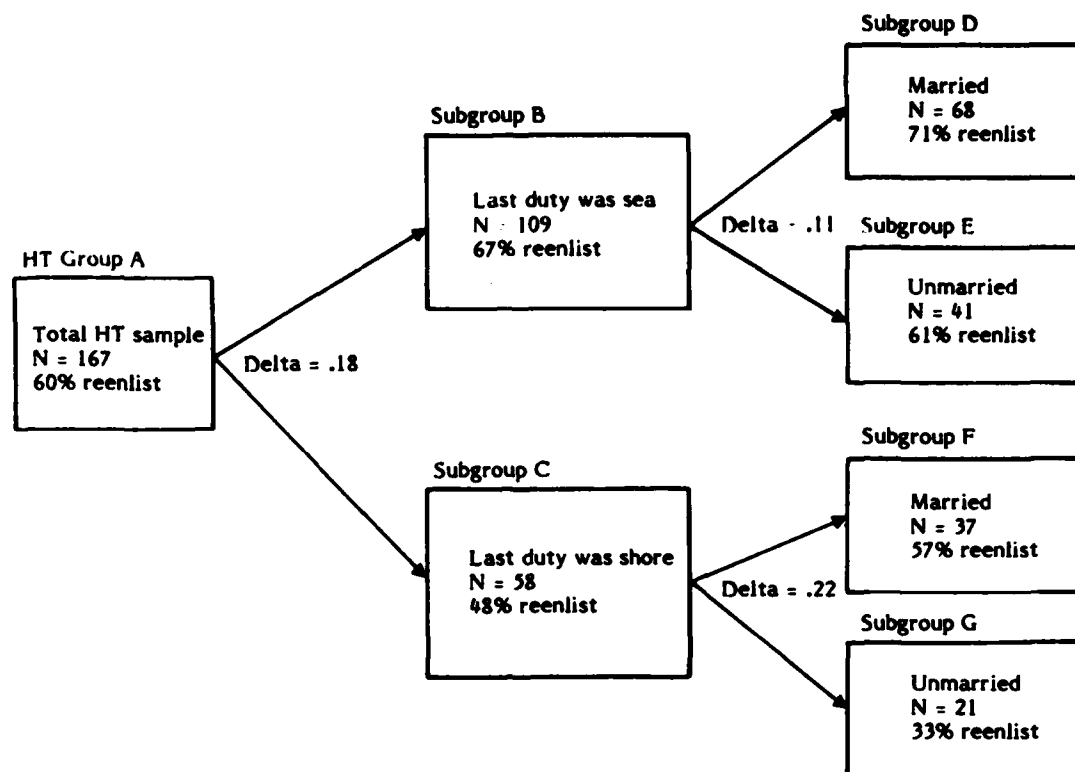 HT Group A
Total HT sample
N = 167
60% reenlist
Delta = .18
Subgroup B
Last duty was sea
N - 109
67% reenlist
Subgroup C
Last duty was shore
N = 58
48% reenlist
Delta - .11
Delta = .22
Subgroup D
Married
N = 68
71% reenlist
Subgroup E
Unmarried
N = 41
61% reenlist
Subgroup F
Married
N = 37
57% reenlist
Subgroup G
Unmarried
N = 21
33% reenlist